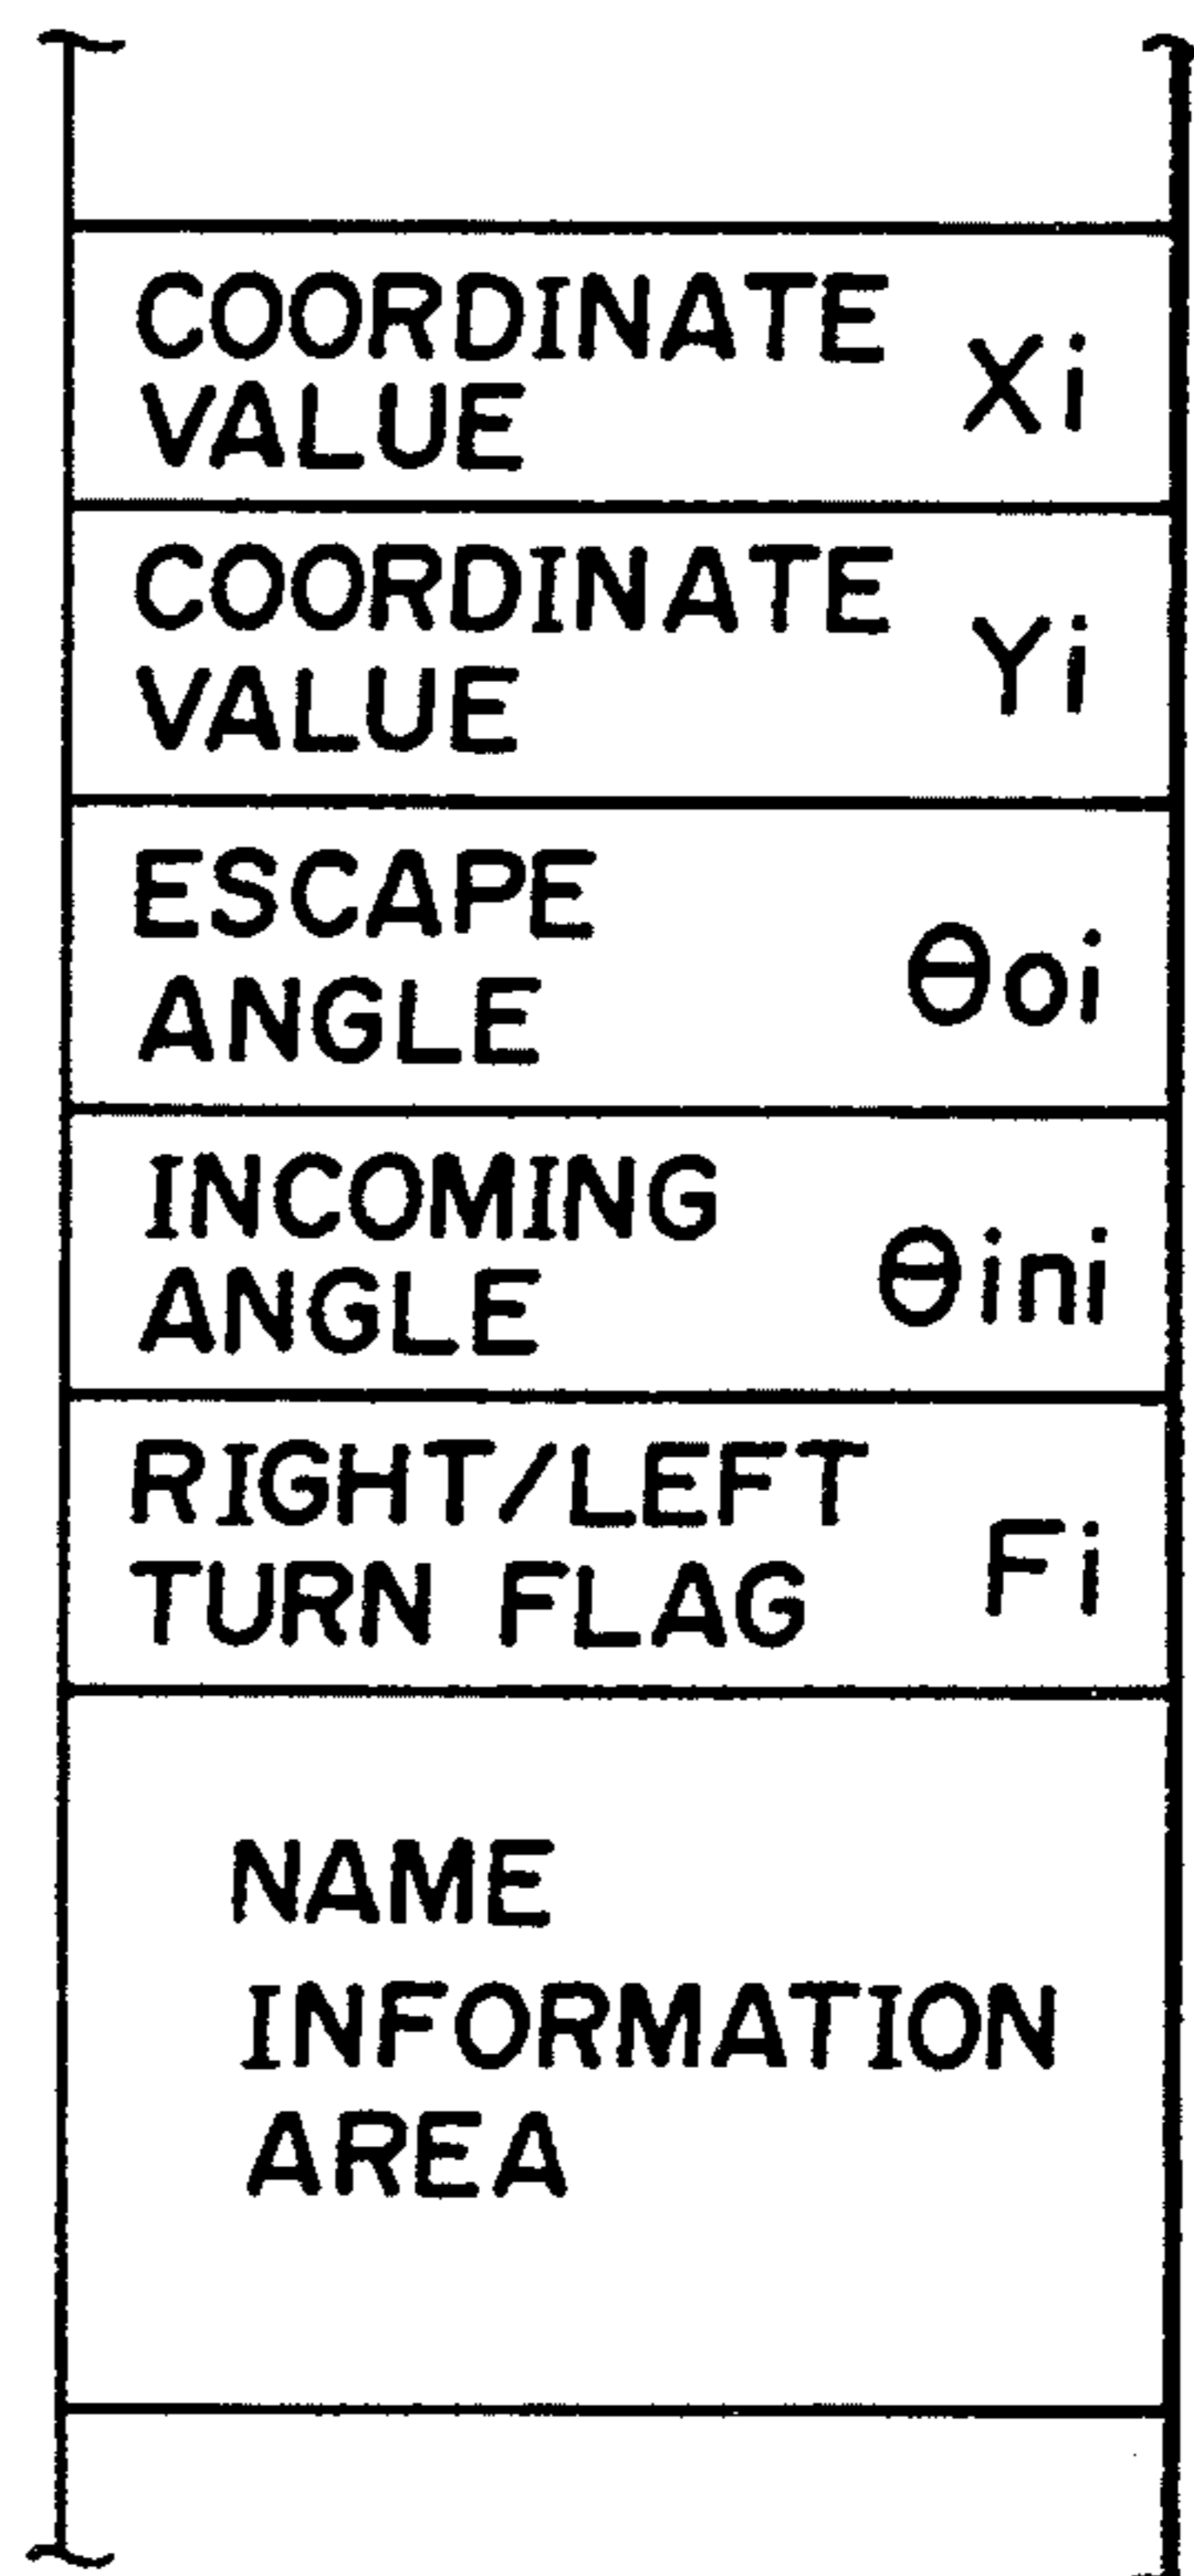 COORDINATE
VALUE Xi
COORDINATE
VALUE Yi
ESCAPE
ANGLE θoi
INCOMING
ANGLE θini
RIGHT/LEFT
TURN FLAG Fi
NAME
INFORMATION
AREA